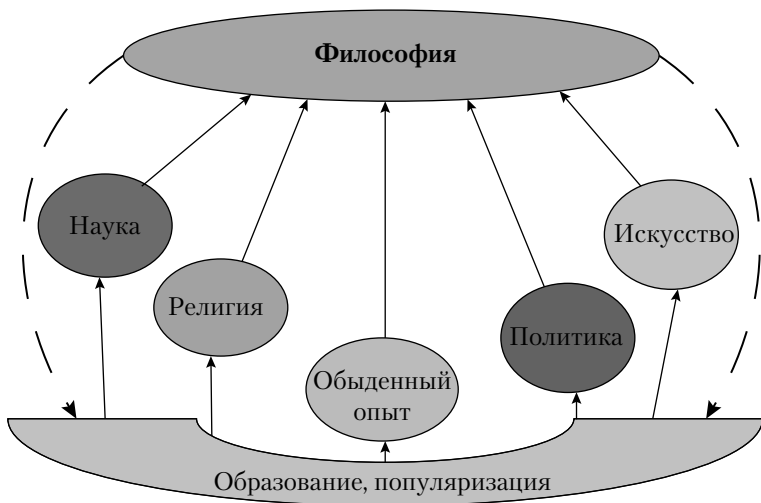 Философия
Наука
Искусство
Религия
Политика
Обыденный
опыт
Образование, популяризация